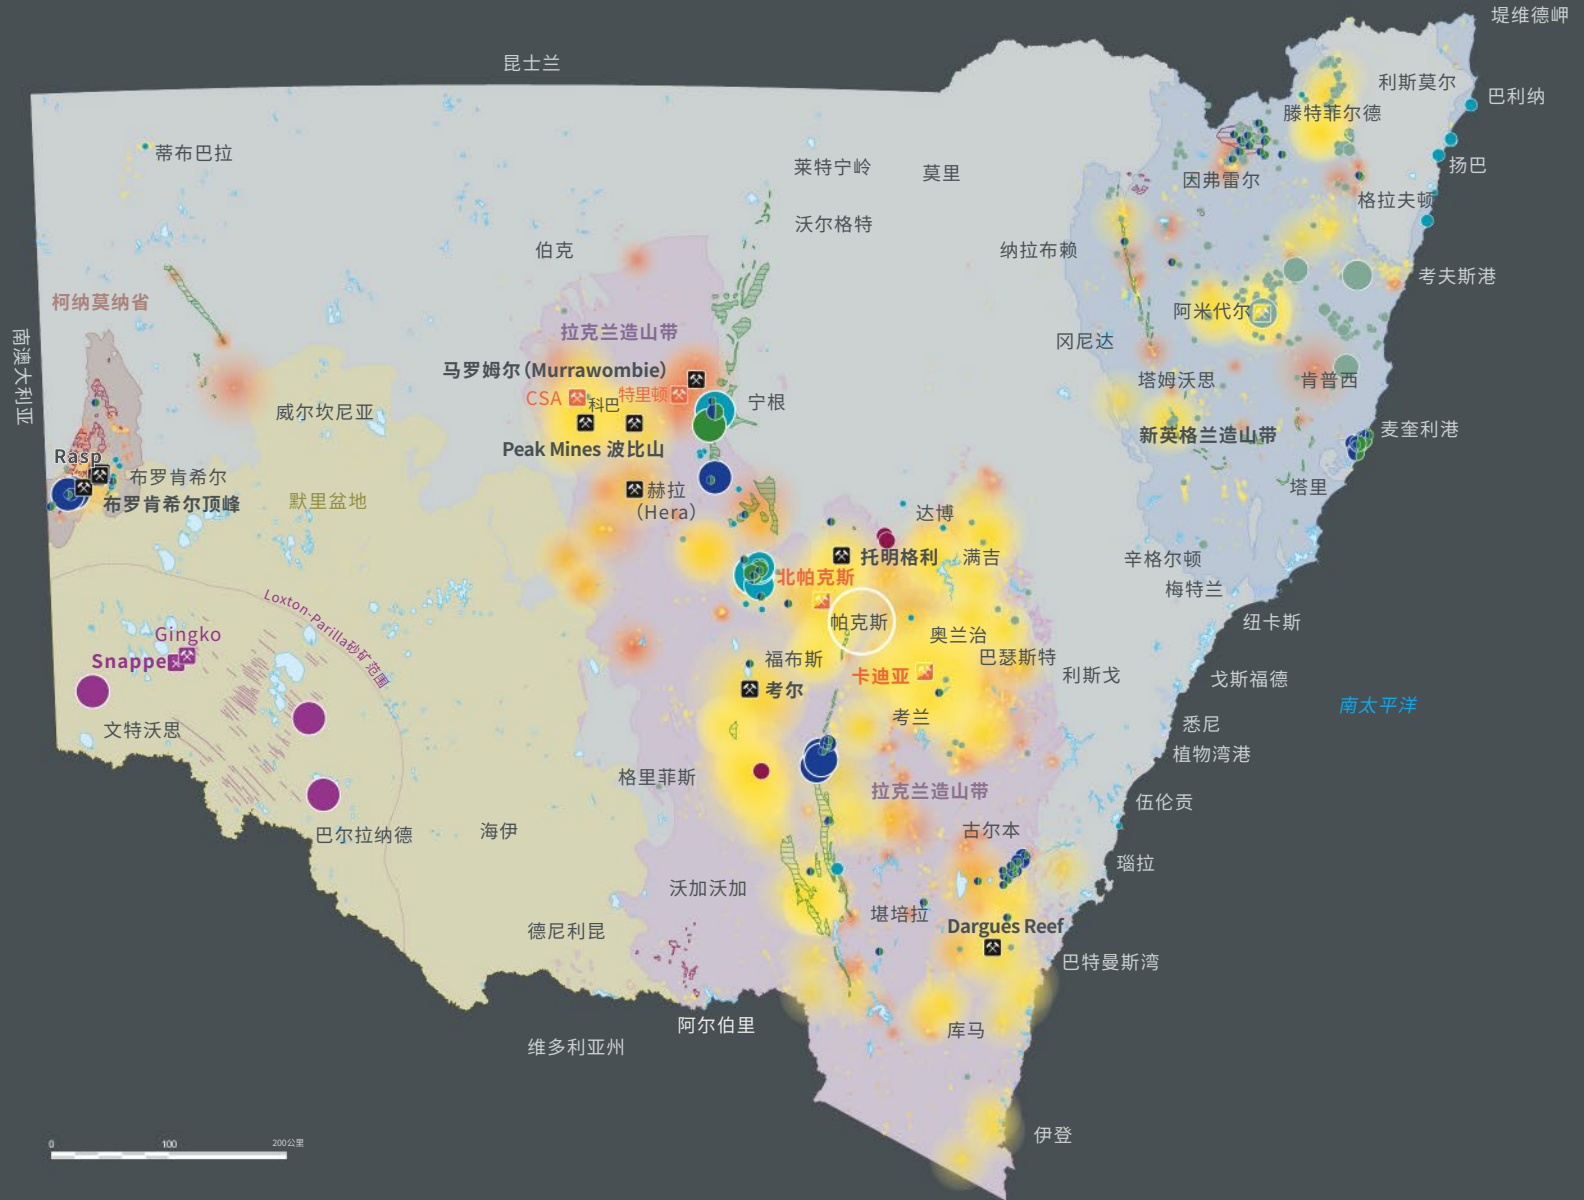 堤维德岬
昆士兰
利斯莫尔
巴利纳
滕特菲尔德
蒂布巴拉
莱特宁岭
莫里
扬巴
因弗雷尔
格拉夫顿
沃尔格特
伯克
纳拉布赖
考夫斯港
柯纳莫纳省
阿米代尔
拉克兰造山带
南澳大利亚
冈尼达
马罗姆尔（Murrawombie）
塔姆沃思
肯普西
CSA
科巴
特里顿
宁根
威尔坎尼亚
麦奎利港
新英格兰造山带
Peak Mines 波比山
Rasp
布罗肯希尔
塔里
布罗肯希尔顶峰
默里盆地
赫拉
（Hera）
达博
托明格利
满吉
辛格尔顿
北帕克斯
梅特兰
Loxton-Parilla砂矿范围
帕克斯
纽卡斯
Gingko
奥兰治
Snapper
福布斯
巴瑟斯特
卡迪亚
利斯戈
戈斯福德
考尔
南太平洋
考兰
悉尼
文特沃思
植物湾港
格里菲斯
拉克兰造山带
伍伦贡
巴尔拉纳德
海伊
古尔本
瑙拉
沃加沃加
堪培拉
德尼利昆
Dargues Reef
巴特曼斯湾
阿尔伯里
库马
维多利亚州
伊登
0 100 200公里